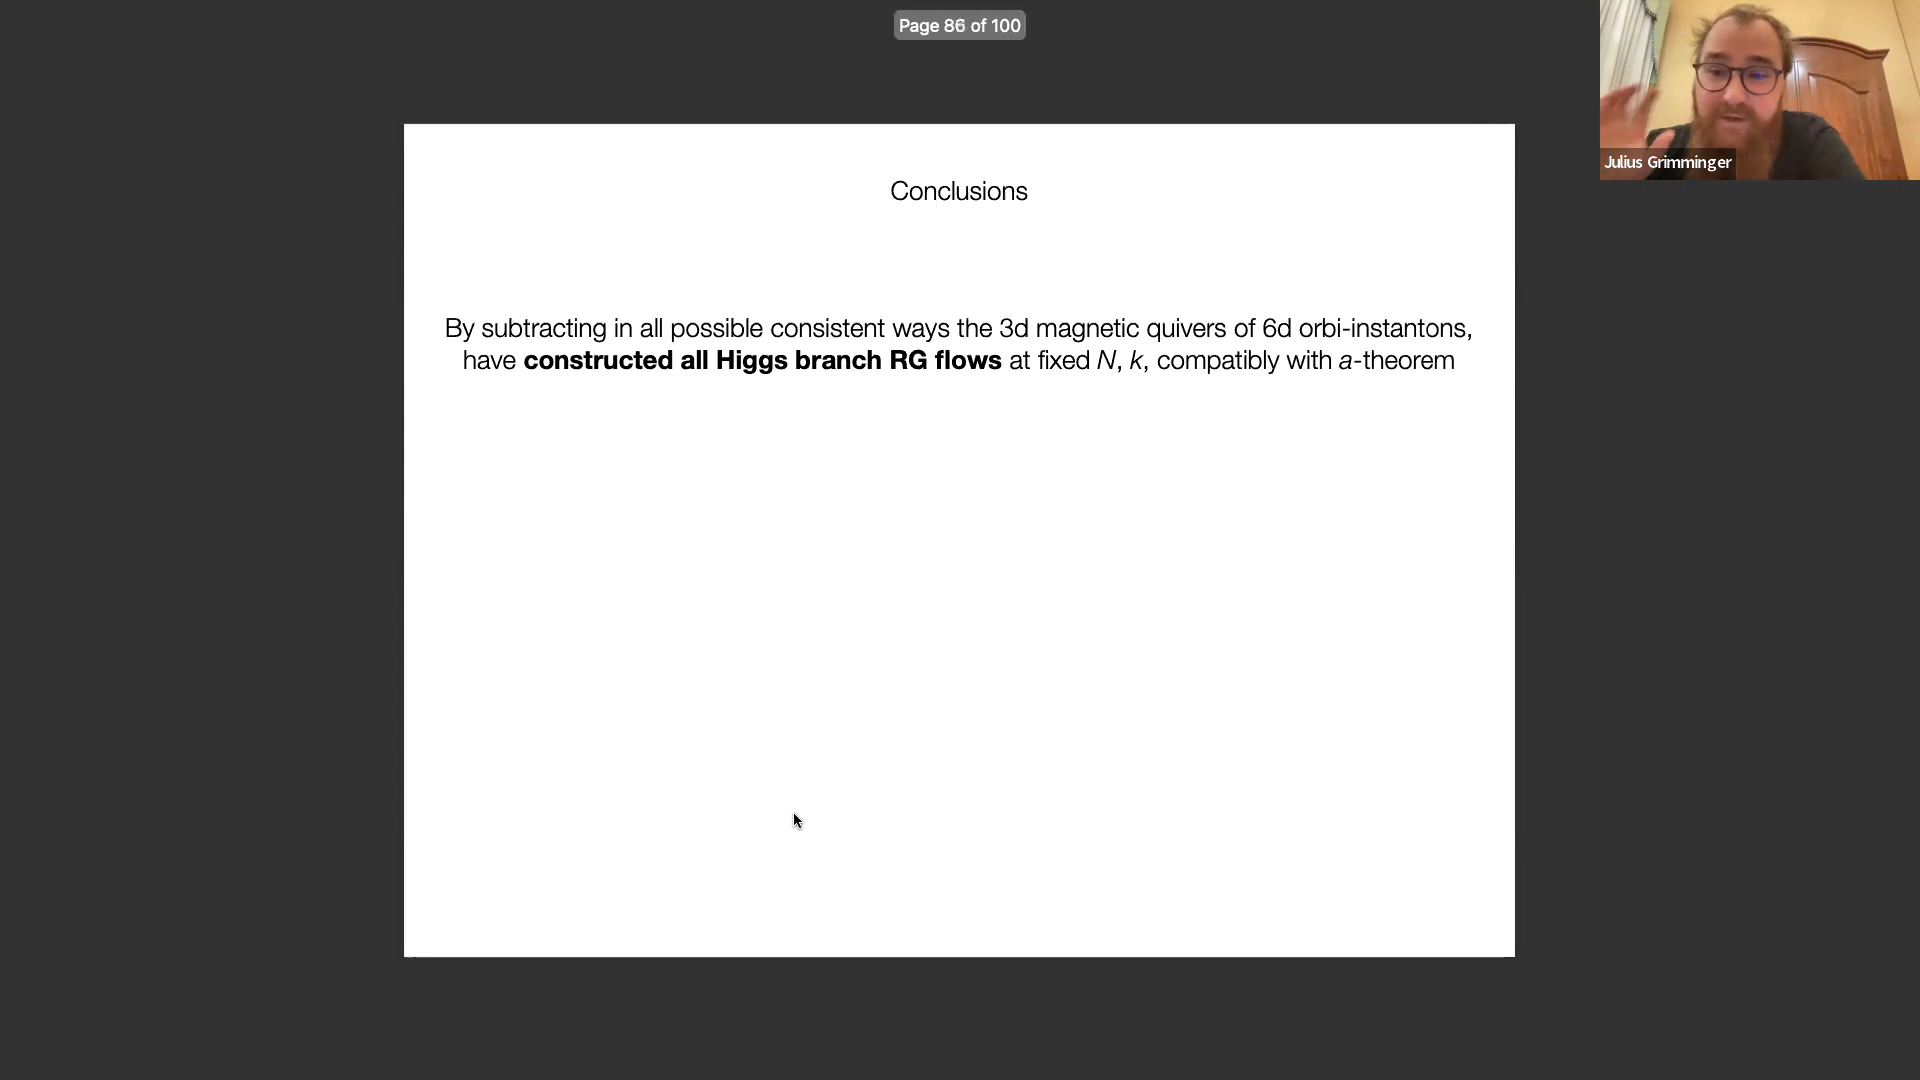 Page 86 of 100
Julius Grimminger
Conclusions
By subtracting in all possible consistent ways the 3d magnetic quivers of 6d orbi-instantons,
have constructed all Higgs branch RG flows at fixed N, k, compatibly with a-theorem